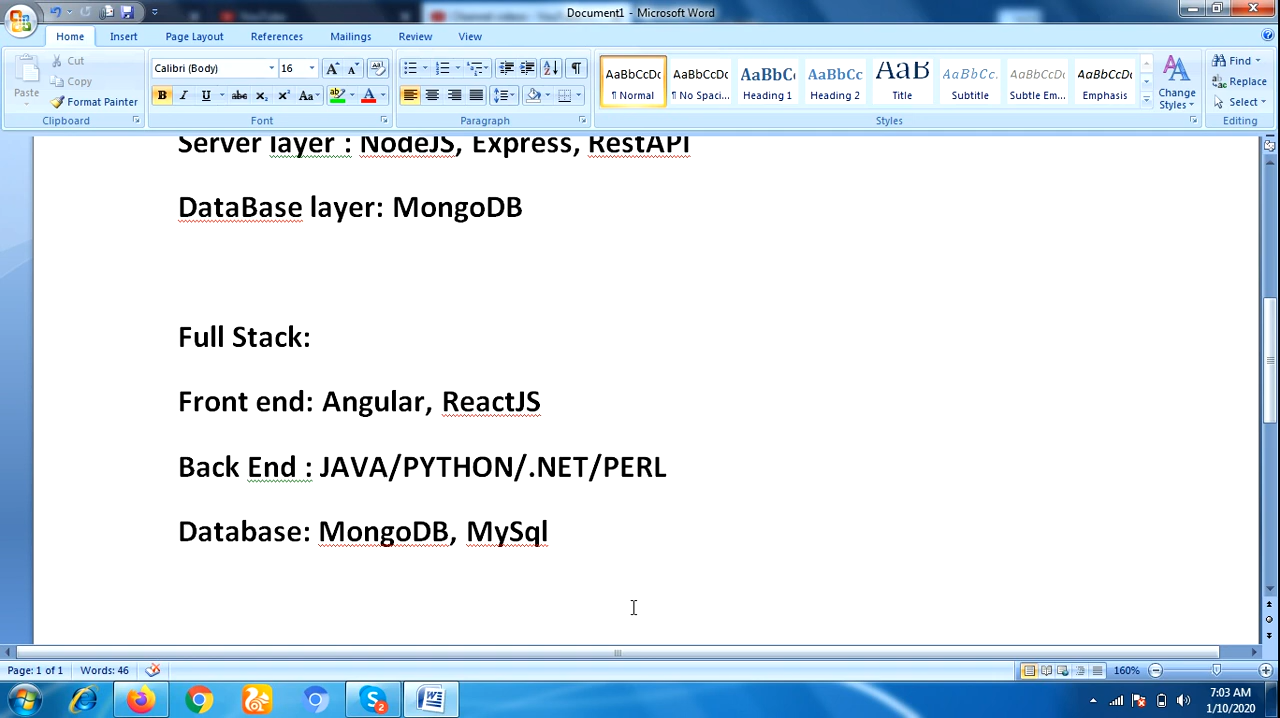 Document1 - Microsoft Word
Home Insert Page Layout References Mailings Review View
Paste
Cut
Copy
Format Painter
Clipboard
Calibri (Body) 16
Font
Paragraph
AaBbCcDc AaBbCcDc AaBbC AaBbCc AaB AaBbCc. AaBbCcDc AaBbCcDc
¶ Normal ¶ No Spaci... Heading 1 Heading 2 Title Subtitle Subtle Em... Emphasis
Styles
Change Styles
Find
Replace
Select
Editing
Server layer : NodeJS, Express, RestAPI
DataBase layer: MongoDB
Full Stack:
Front end: Angular, ReactJS
Back End : JAVA/PYTHON/.NET/PERL
Database: MongoDB, MySql
Page: 1 of 1 Words: 46 160%
7:03 AM
1/10/2020